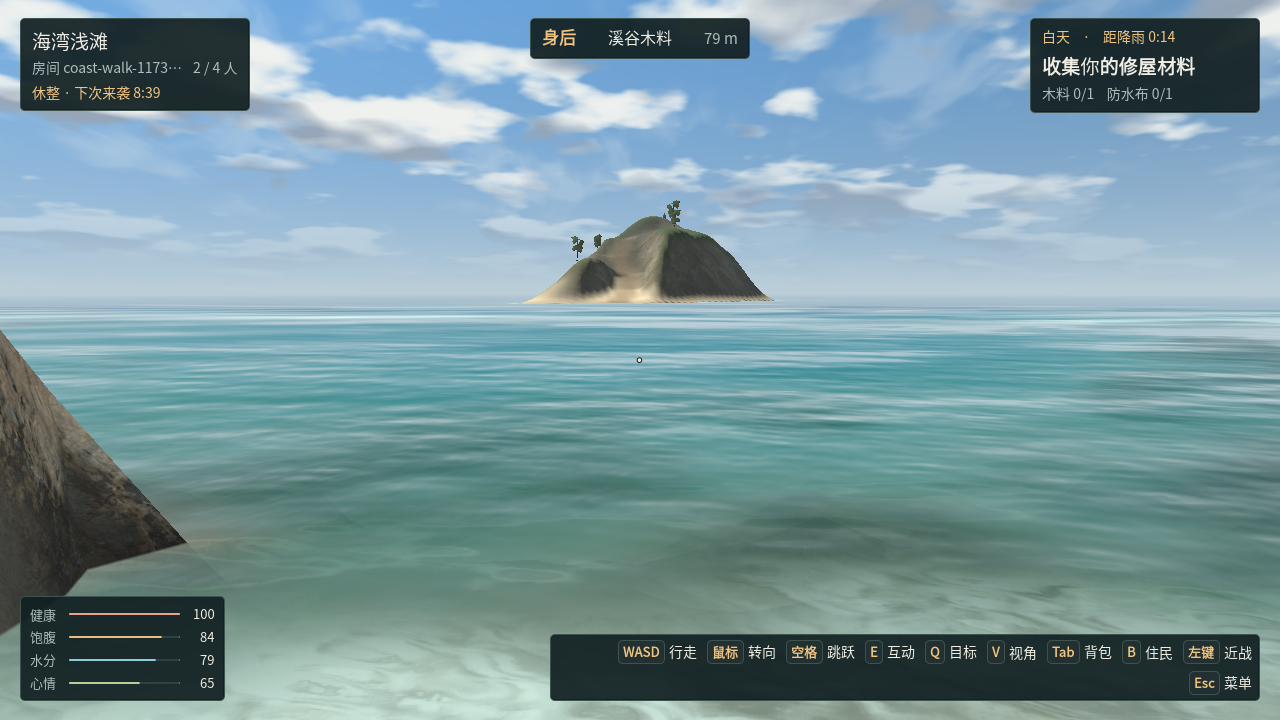 海湾浅滩
房间 coast-walk-1173··· 2 / 4 人
休整 · 下次来袭 8:39
身后 溪谷木料 79 m
白天 · 距降雨 0:14
收集你的修屋材料
木料 0/1 防水布 0/1
健康 100
饱腹 84
水分 79
心情 65
WASD 行走 鼠标 转向 空格 跳跃 E 互动 Q 目标 V 视角 Tab 背包 B 住民 左键 近战
Esc 菜单